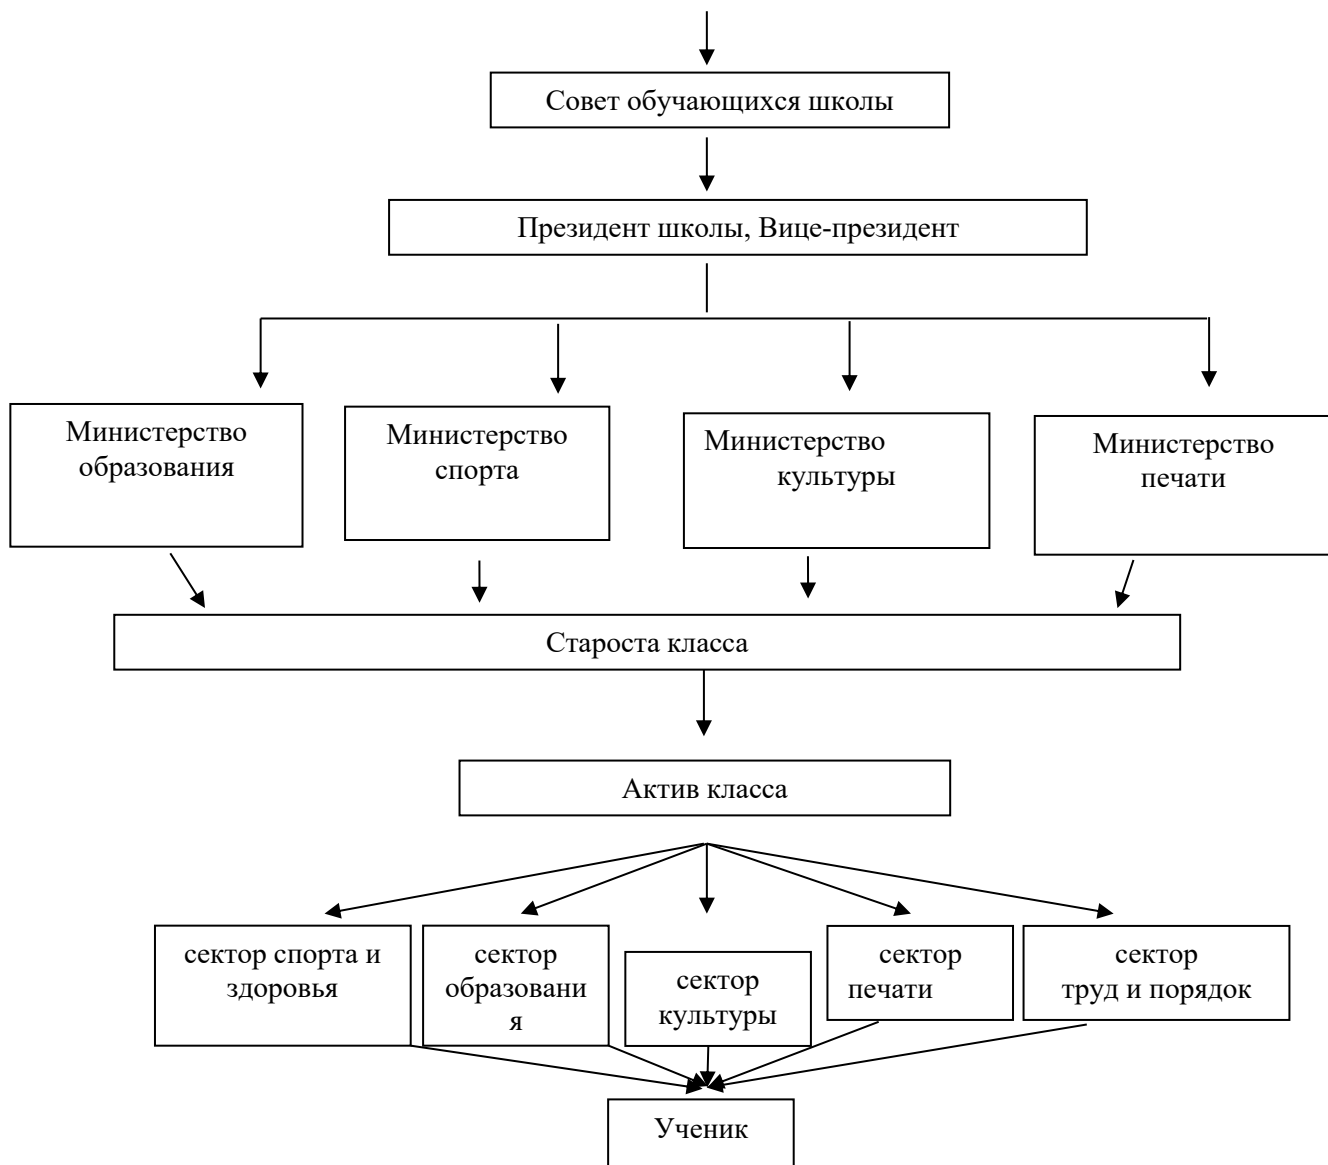 Совет обучающихся школы
Президент школы, Вице-президент
Министерство
образования
Министерство
спорта
Министерство
культуры
Министерство
печати
Староста класса
Актив класса
сектор спорта и
здоровья
сектор
образовани
я
сектор
культуры
сектор
печати
сектор
труд и порядок
Ученик